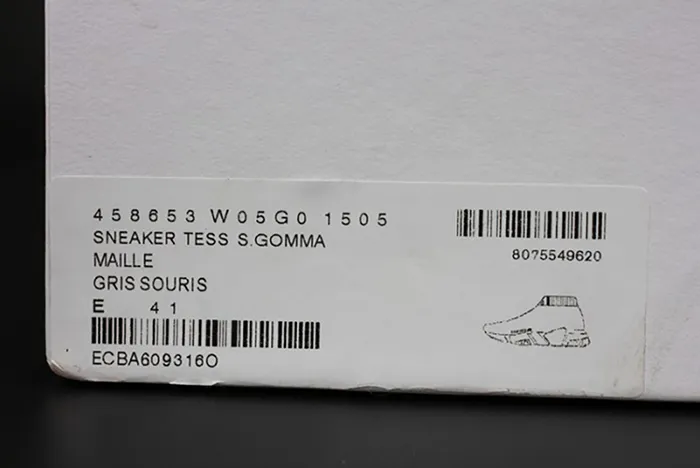 458653 W05G0 1505
SNEAKER TESS S.GOMMA
MAILLE
GRIS SOURIS
E 41
ECBA609316O
8075549620